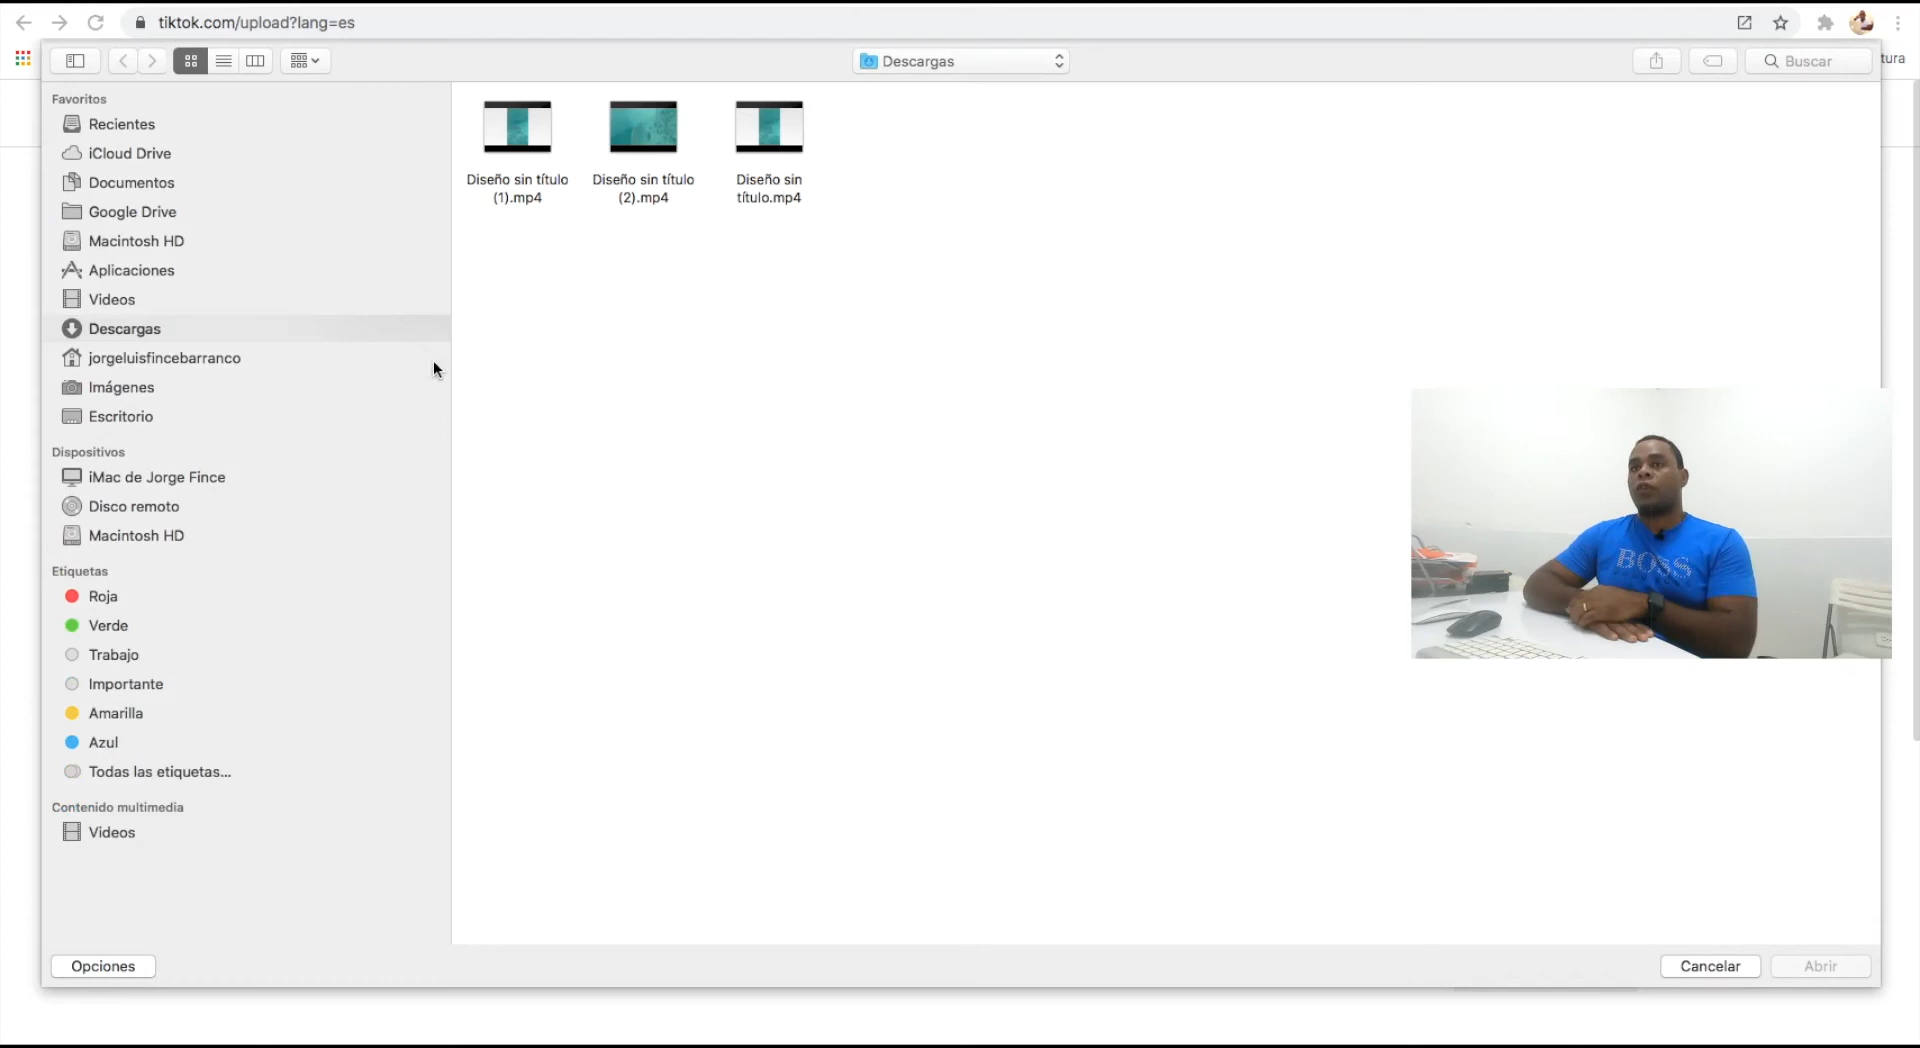 tiktok.com/upload?lang=es
tura
Descargas
Buscar
Favoritos
Recientes
iCloud Drive
Documentos
Google Drive
Macintosh HD
Aplicaciones
Videos
Descargas
jorgeluisfincebarranco
Imágenes
Escritorio
Dispositivos
iMac de Jorge Fince
Disco remoto
Macintosh HD
Etiquetas
Roja
Verde
Trabajo
Importante
Amarilla
Azul
Todas las etiquetas...
Contenido multimedia
Videos
Diseño sin título
(1).mp4
Diseño sin título
(2).mp4
Diseño sin
título.mp4
BOSS
Opciones
Cancelar
Abrir